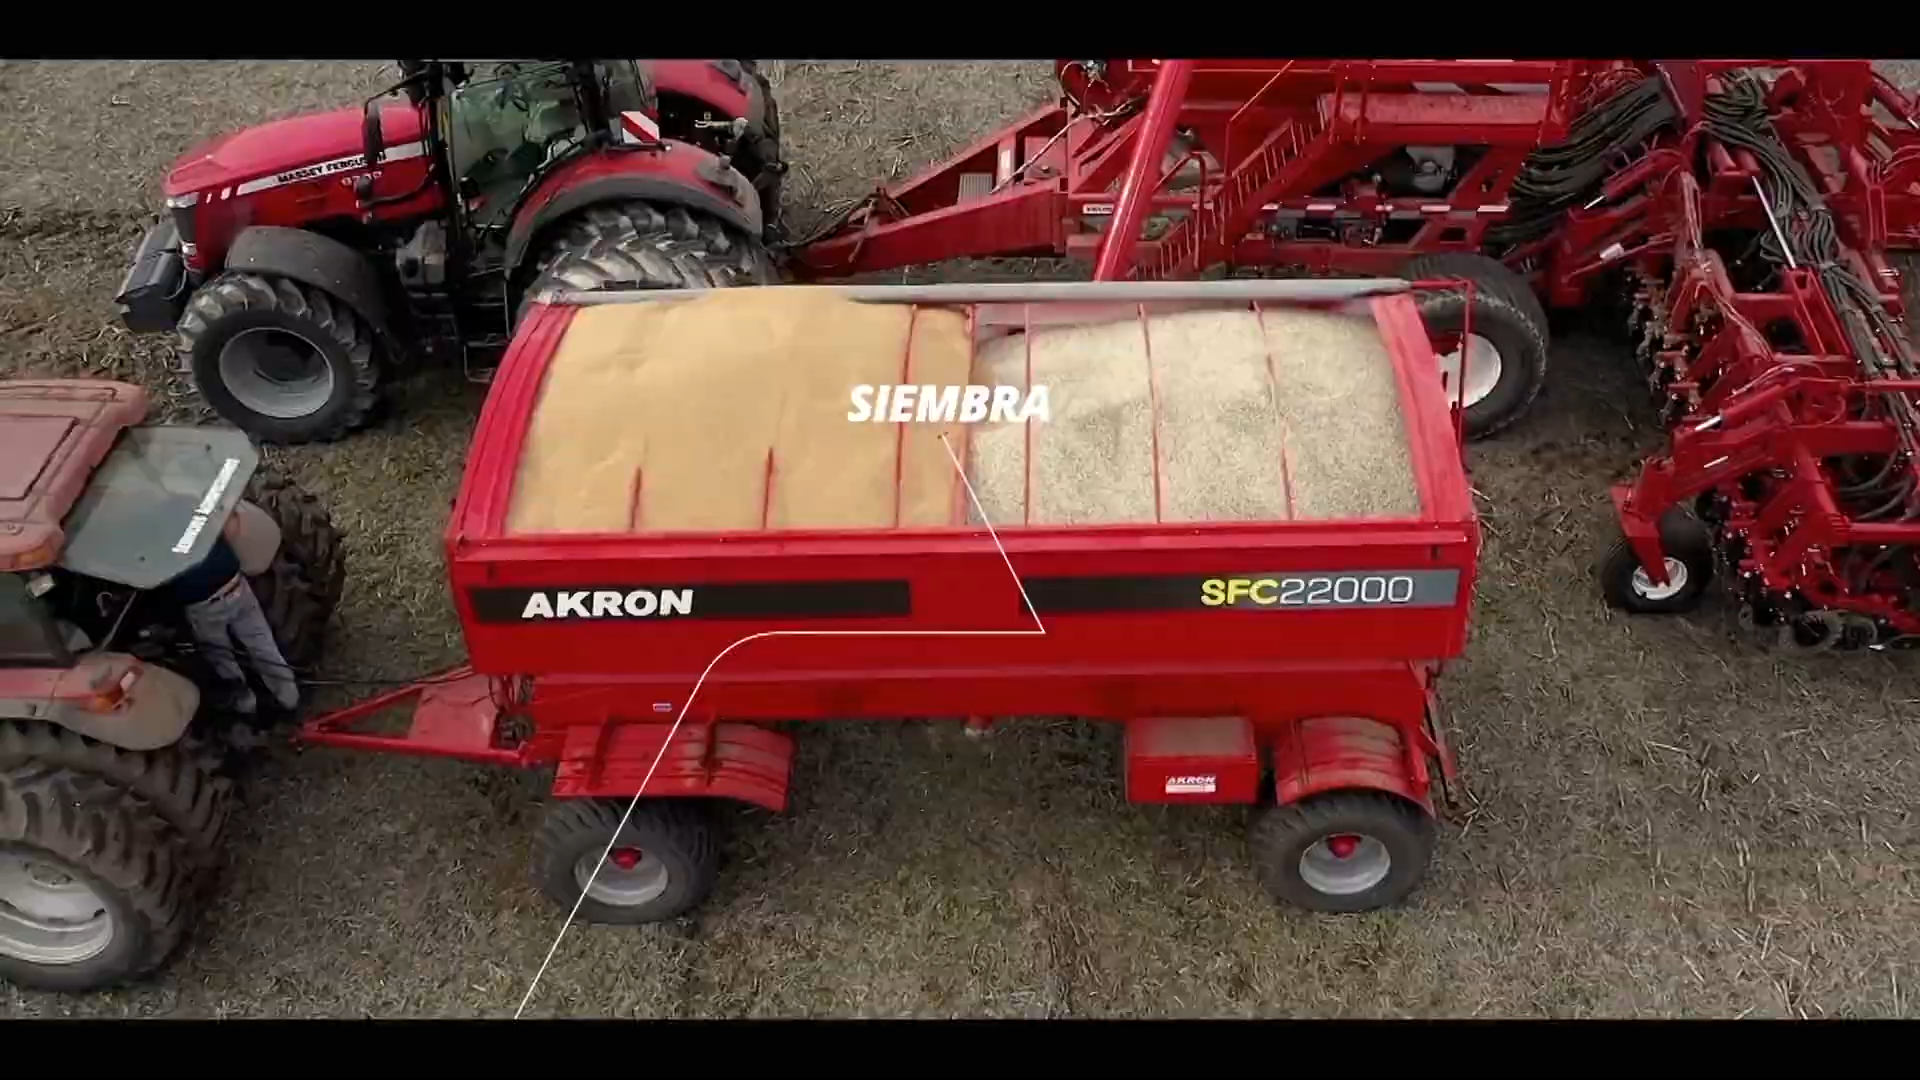 MASSEY FERGUSON
SIEMBRA
AKRON
SFC22000
AKRON